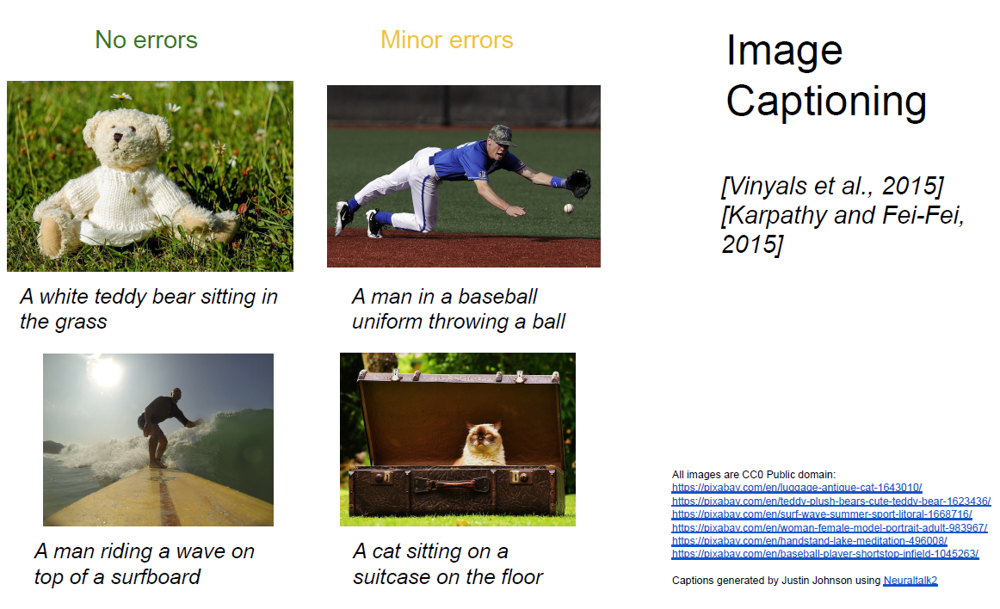 No errors
Minor errors
Image
Captioning
[Vinyals et al., 2015]
[Karpathy and Fei-Fei,
2015]
A white teddy bear sitting in
the grass
A man in a baseball
uniform throwing a ball
A man riding a wave on
top of a surfboard
A cat sitting on a
suitcase on the floor
All images are CC0 Public domain:
https://pixabay.com/en/luggage-antique-cat-1643010/
https://pixabay.com/en/teddy-plush-bears-cute-teddy-bear-1623436/
https://pixabay.com/en/surf-wave-summer-sport-litoral-1668716/
https://pixabay.com/en/woman-female-model-portrait-adult-983967/
https://pixabay.com/en/handstand-lake-meditation-496008/
https://pixabay.com/en/baseball-player-shortstop-infield-1045263/
Captions generated by Justin Johnson using Neuraltalk2